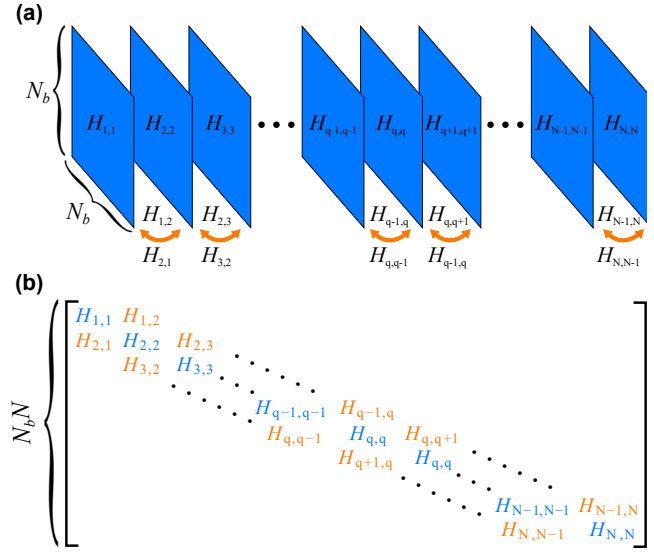 (a)
N_b
H_{1,1} H_{2,2} H_{3,3} ••• H_{q-1,q-1} H_{q,q} H_{q+1,q+1} ••• H_{N-1,N-1} H_{N,N}
N_b
H_{1,2} H_{2,3} H_{q-1,q} H_{q,q+1} H_{N-1,N}
H_{2,1} H_{3,2} H_{q,q-1} H_{q-1,q} H_{N,N-1}
(b)
N_bN
H_{1,1} H_{1,2}
H_{2,1} H_{2,2} H_{2,3}
H_{3,2} H_{3,3}
H_{q-1,q-1} H_{q-1,q}
H_{q,q-1} H_{q,q} H_{q,q+1}
H_{q+1,q} H_{q,q}
H_{N-1,N-1} H_{N-1,N}
H_{N,N-1} H_{N,N}